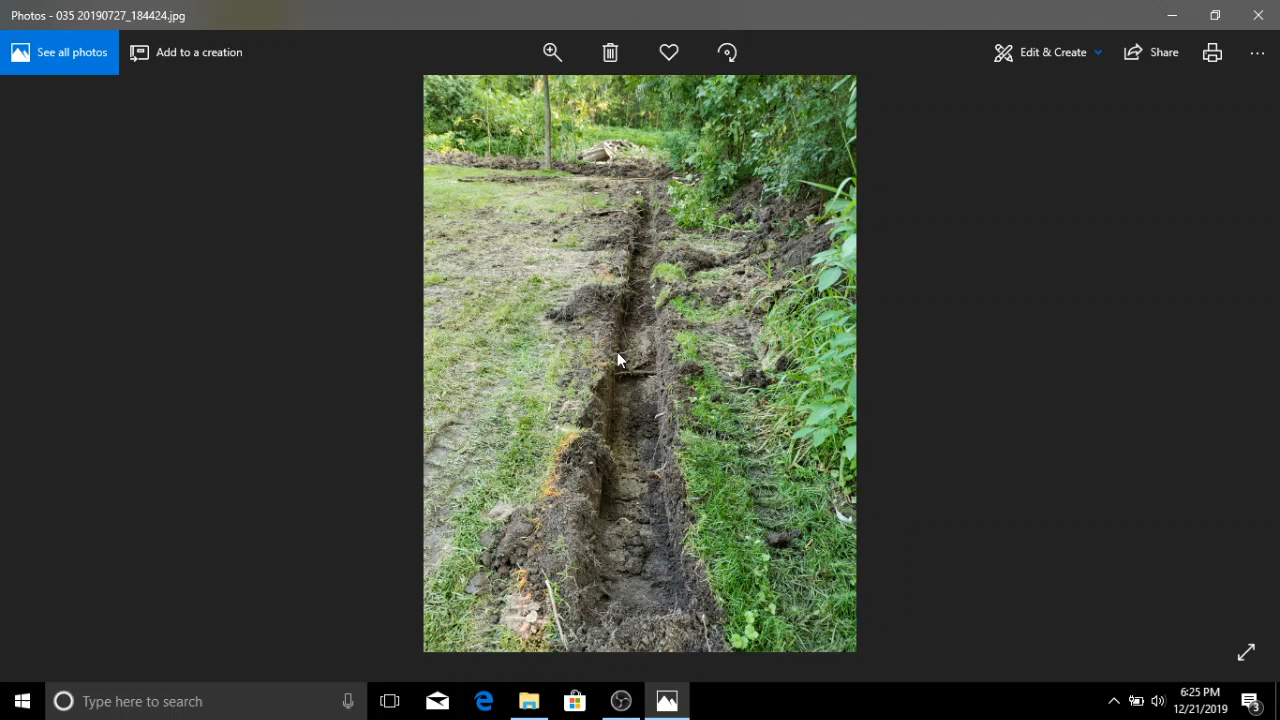 Photos - 035 20190727_184424.jpg
See all photos
Add to a creation
Edit & Create
Share
Type here to search
6:25 PM
12/21/2019
3